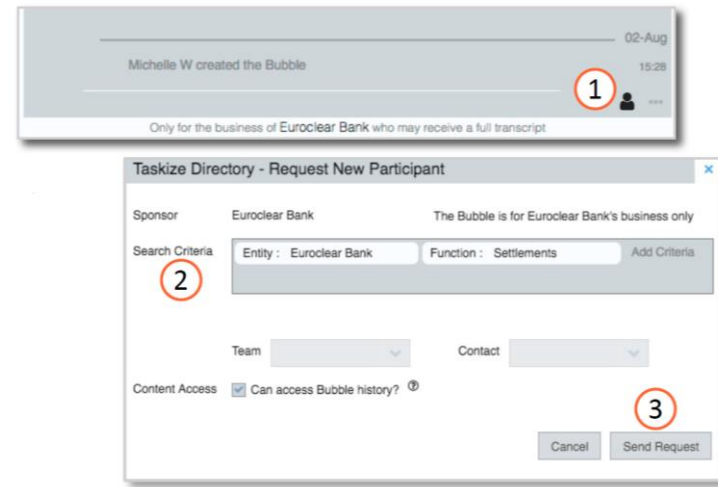 02-Aug
Michelle W created the Bubble 15:28
1 ...
Only for the business of Euroclear Bank who may receive a full transcript
Taskize Directory - Request New Participant x
Sponsor Euroclear Bank The Bubble is for Euroclear Bank's business only
Search Criteria Entity : Euroclear Bank Function : Settlements Add Criteria
2
Team Contact
Content Access Can access Bubble history? ?
3
Cancel Send Request